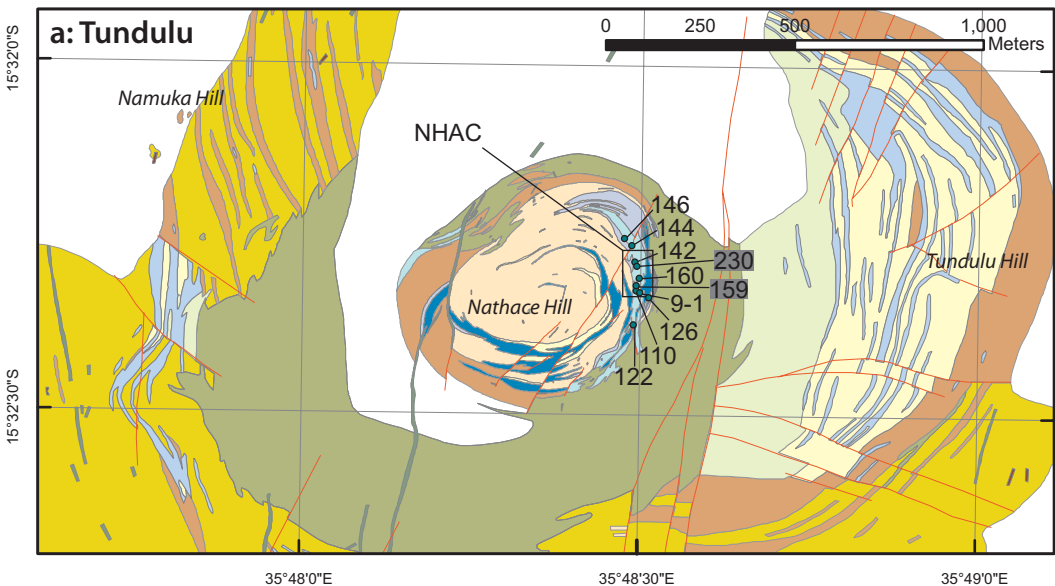 a: Tundulu
0 250 500 1,000
Meters
15°32'0"S
Namuka Hill
NHAC
146
144
142
230
Tundulu Hill
160
159
Nathace Hill
9-1
126
110
122
15°32'30"S
35°48'0"E 35°48'30"E 35°49'0"E